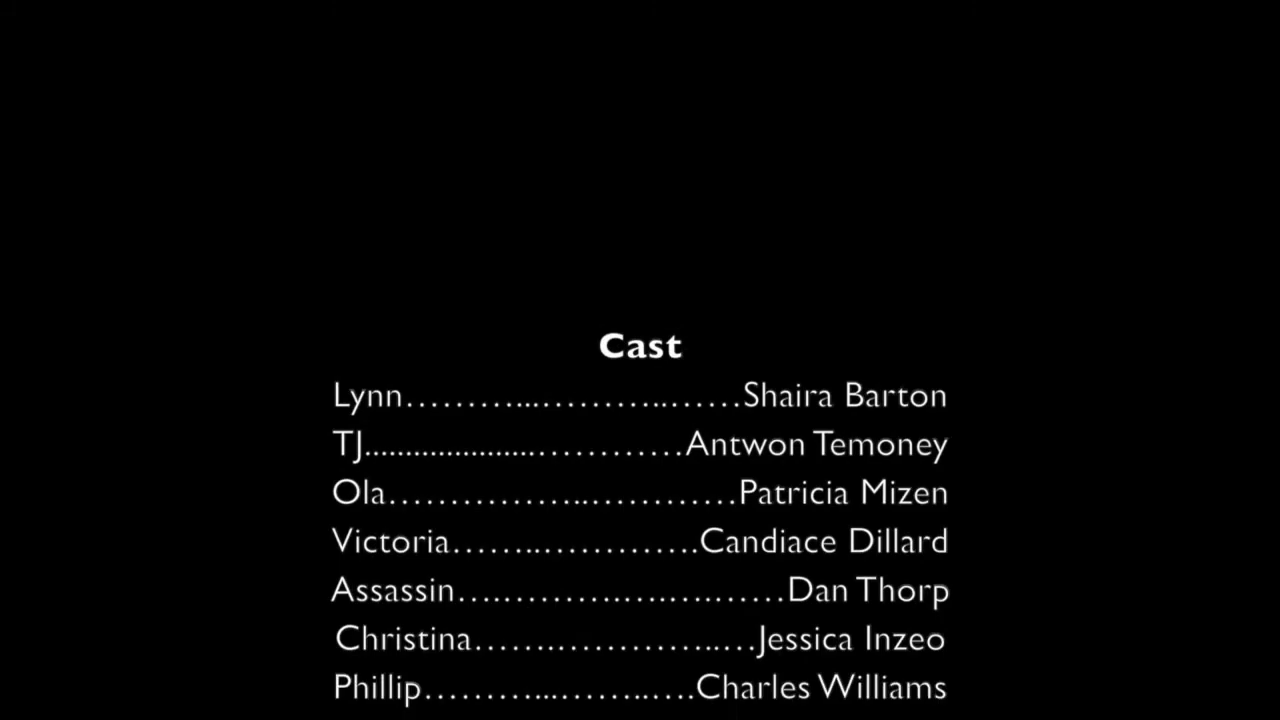 Cast
Lynn………...………..……Shaira Barton
TJ.....................…………Antwon Temoney
Ola……………..…………Patricia Mizen
Victoria……..………….Candiace Dillard
Assassin….……….….….……Dan Thorp
Christina…….…………..…Jessica Inzeo
Phillip………...……..….Charles Williams